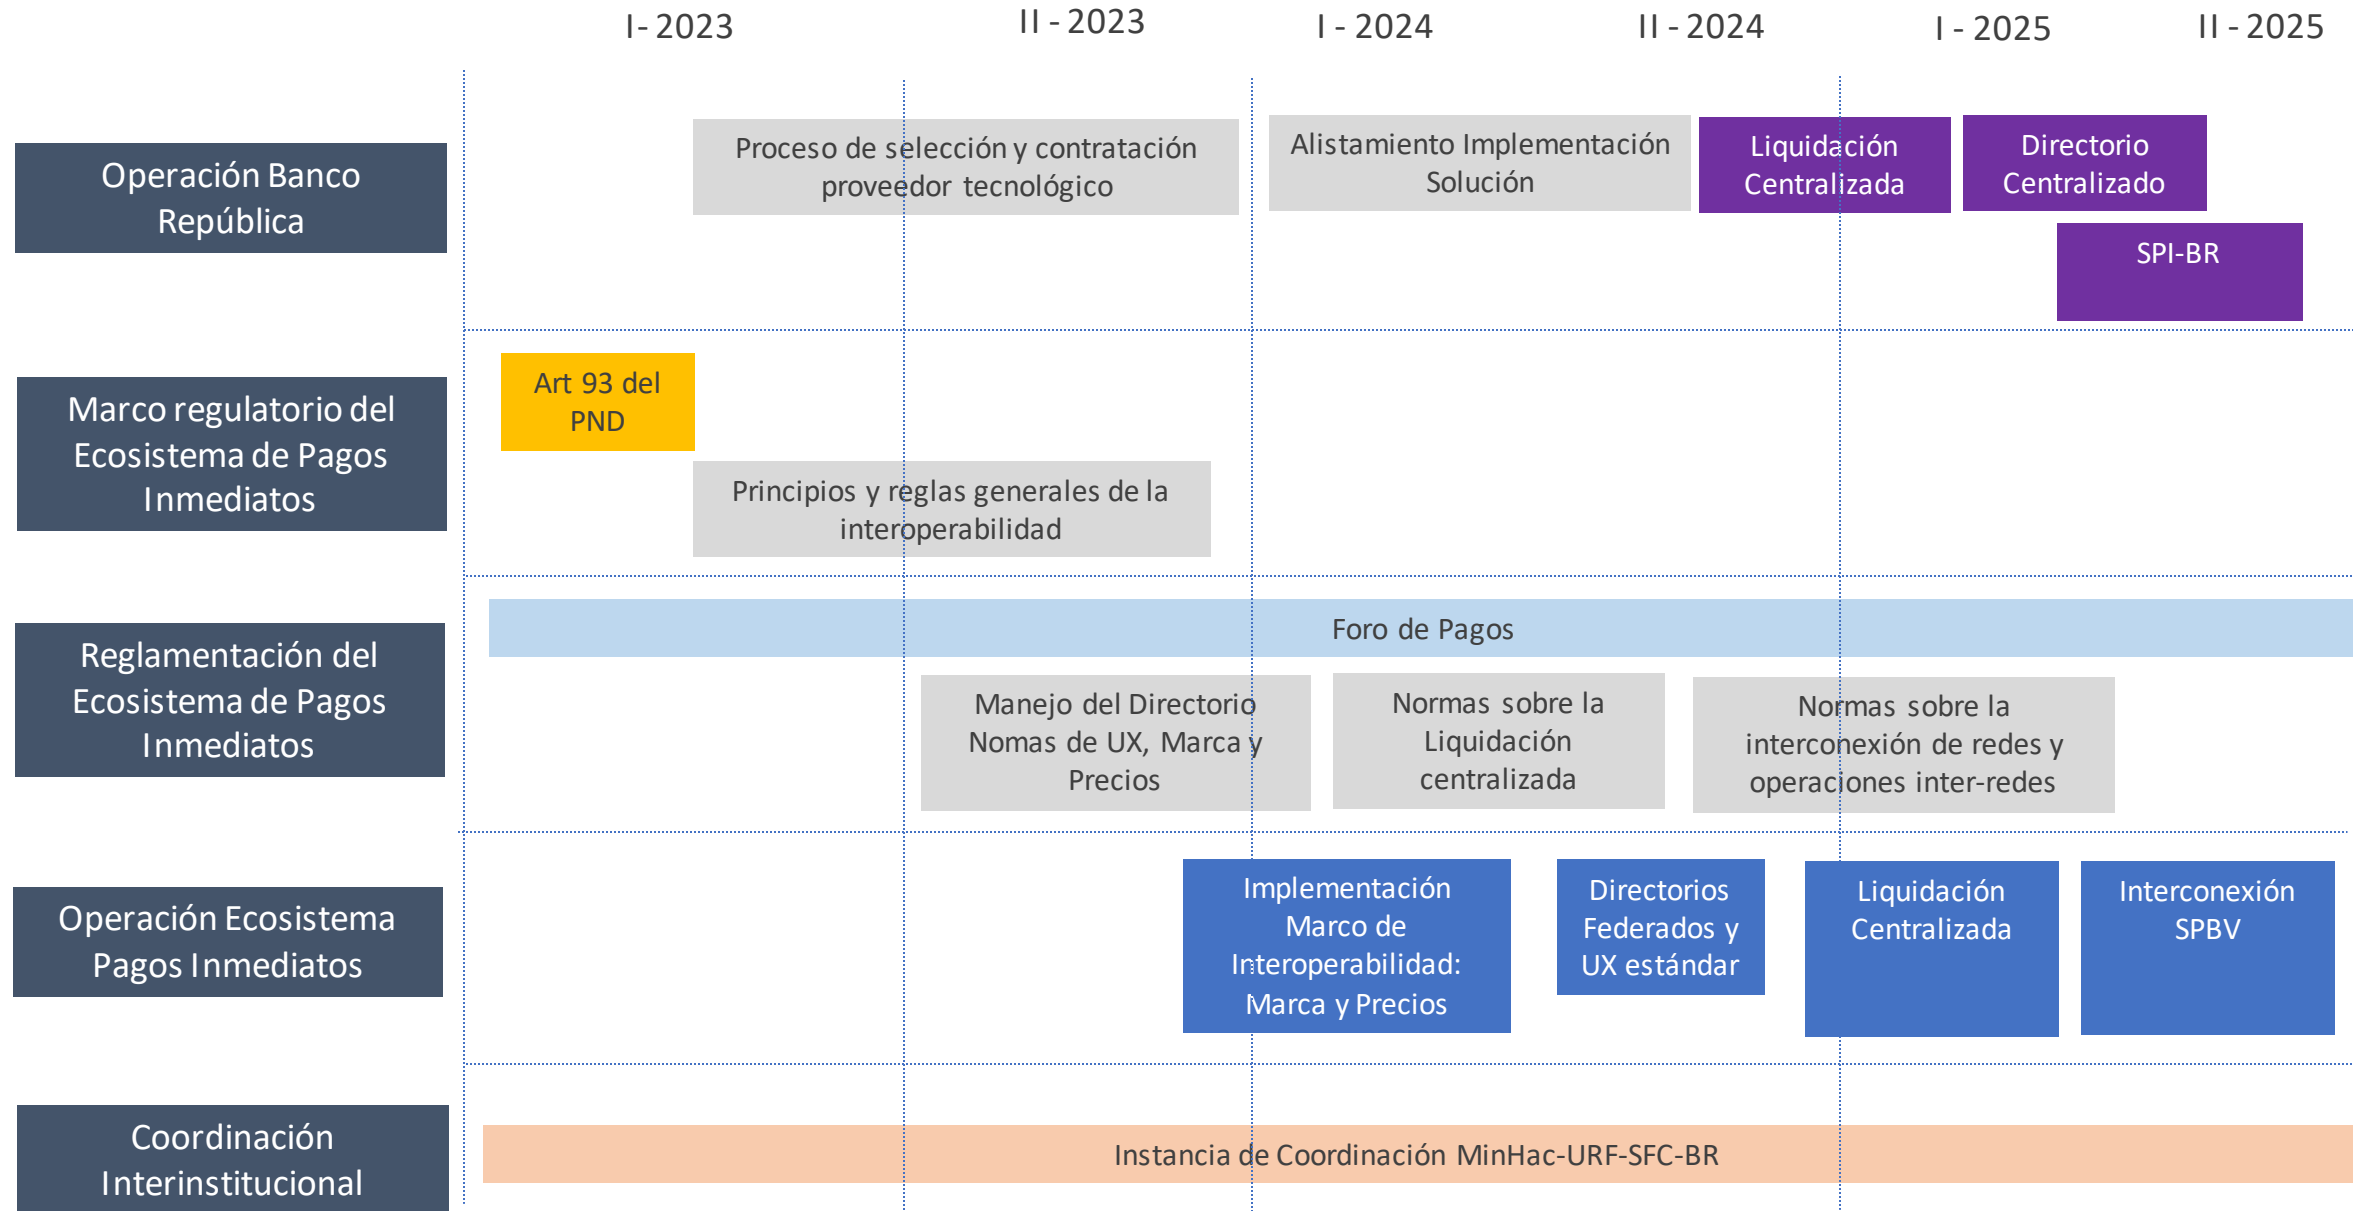 I- 2023
II - 2023
I - 2024
II - 2024
I - 2025
II - 2025
Operación Banco
República
Proceso de selección y contratación
proveedor tecnológico
Alistamiento Implementación
Solución
Liquidación
Centralizada
Directorio
Centralizado
SPI-BR
Marco regulatorio del
Ecosistema de Pagos
Inmediatos
Art 93 del
PND
Principios y reglas generales de la
interoperabilidad
Reglamentación del
Ecosistema de Pagos
Inmediatos
Foro de Pagos
Manejo del Directorio
Nomas de UX, Marca y
Precios
Normas sobre la
Liquidación
centralizada
Normas sobre la
interconexión de redes y
operaciones inter-redes
Operación Ecosistema
Pagos Inmediatos
Implementación
Marco de
Interoperabilidad:
Marca y Precios
Directorios
Federados y
UX estándar
Liquidación
Centralizada
Interconexión
SPBV
Coordinación
Interinstitucional
Instancia de Coordinación MinHac-URF-SFC-BR